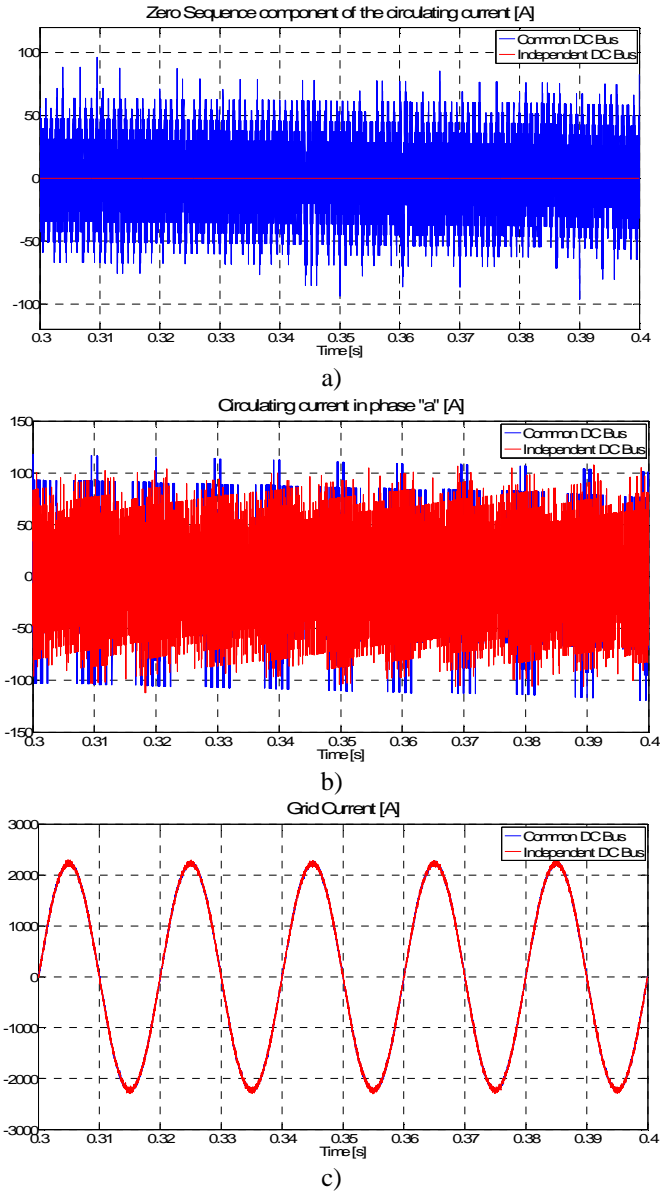 Zero Sequence component of the circulating current [A]
Common DC Bus
Independent DC Bus
100
50
0
-50
-100
0.3 0.31 0.32 0.33 0.34 0.35 0.36 0.37 0.38 0.39 0.4
Time [s]
a)
Circulating current in phase "a" [A]
Common DC Bus
Independent DC Bus
150
100
50
0
-50
-100
-150
0.3 0.31 0.32 0.33 0.34 0.35 0.36 0.37 0.38 0.39 0.4
Time [s]
b)
Grid Current [A]
Common DC Bus
Independent DC Bus
3000
2000
1000
0
-1000
-2000
-3000
0.3 0.31 0.32 0.33 0.34 0.35 0.36 0.37 0.38 0.39 0.4
Time [s]
c)